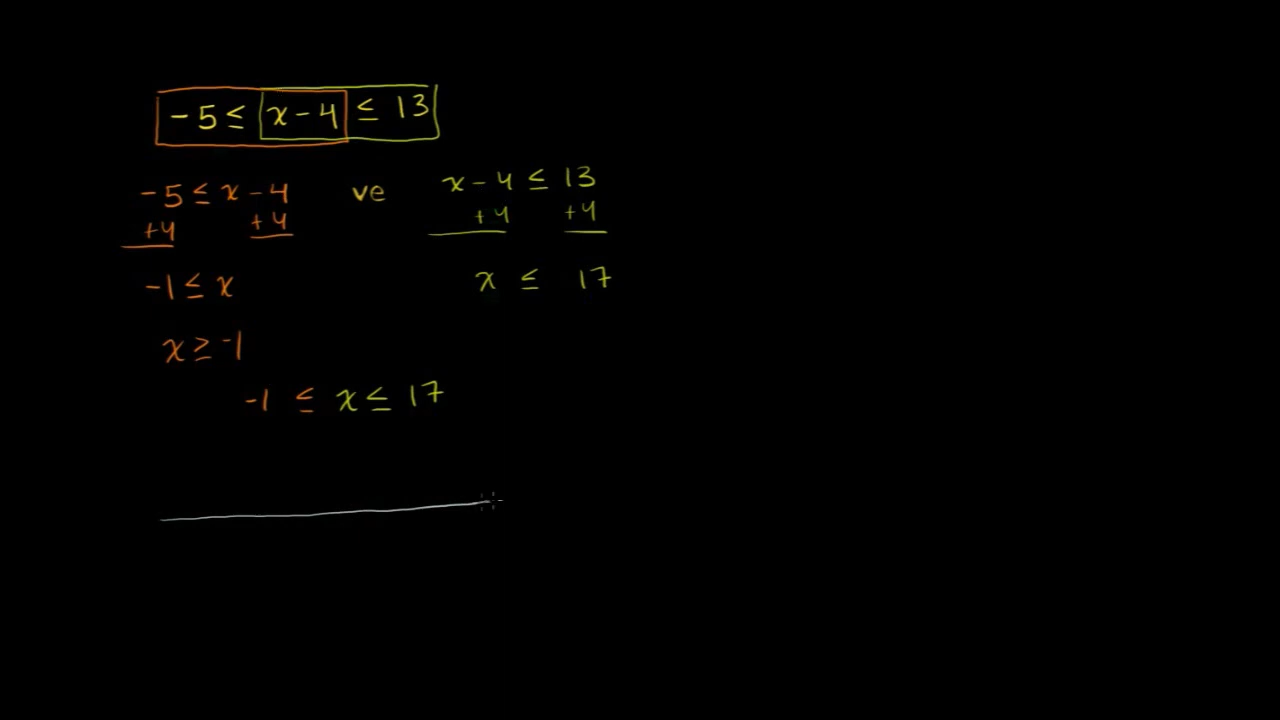 -5 ≤ x-4 ≤ 13
-5 ≤ x-4 ve x-4 ≤ 13
+4 +4 +4 +4
-1 ≤ x x ≤ 17
x ≥ -1
-1 ≤ x ≤ 17